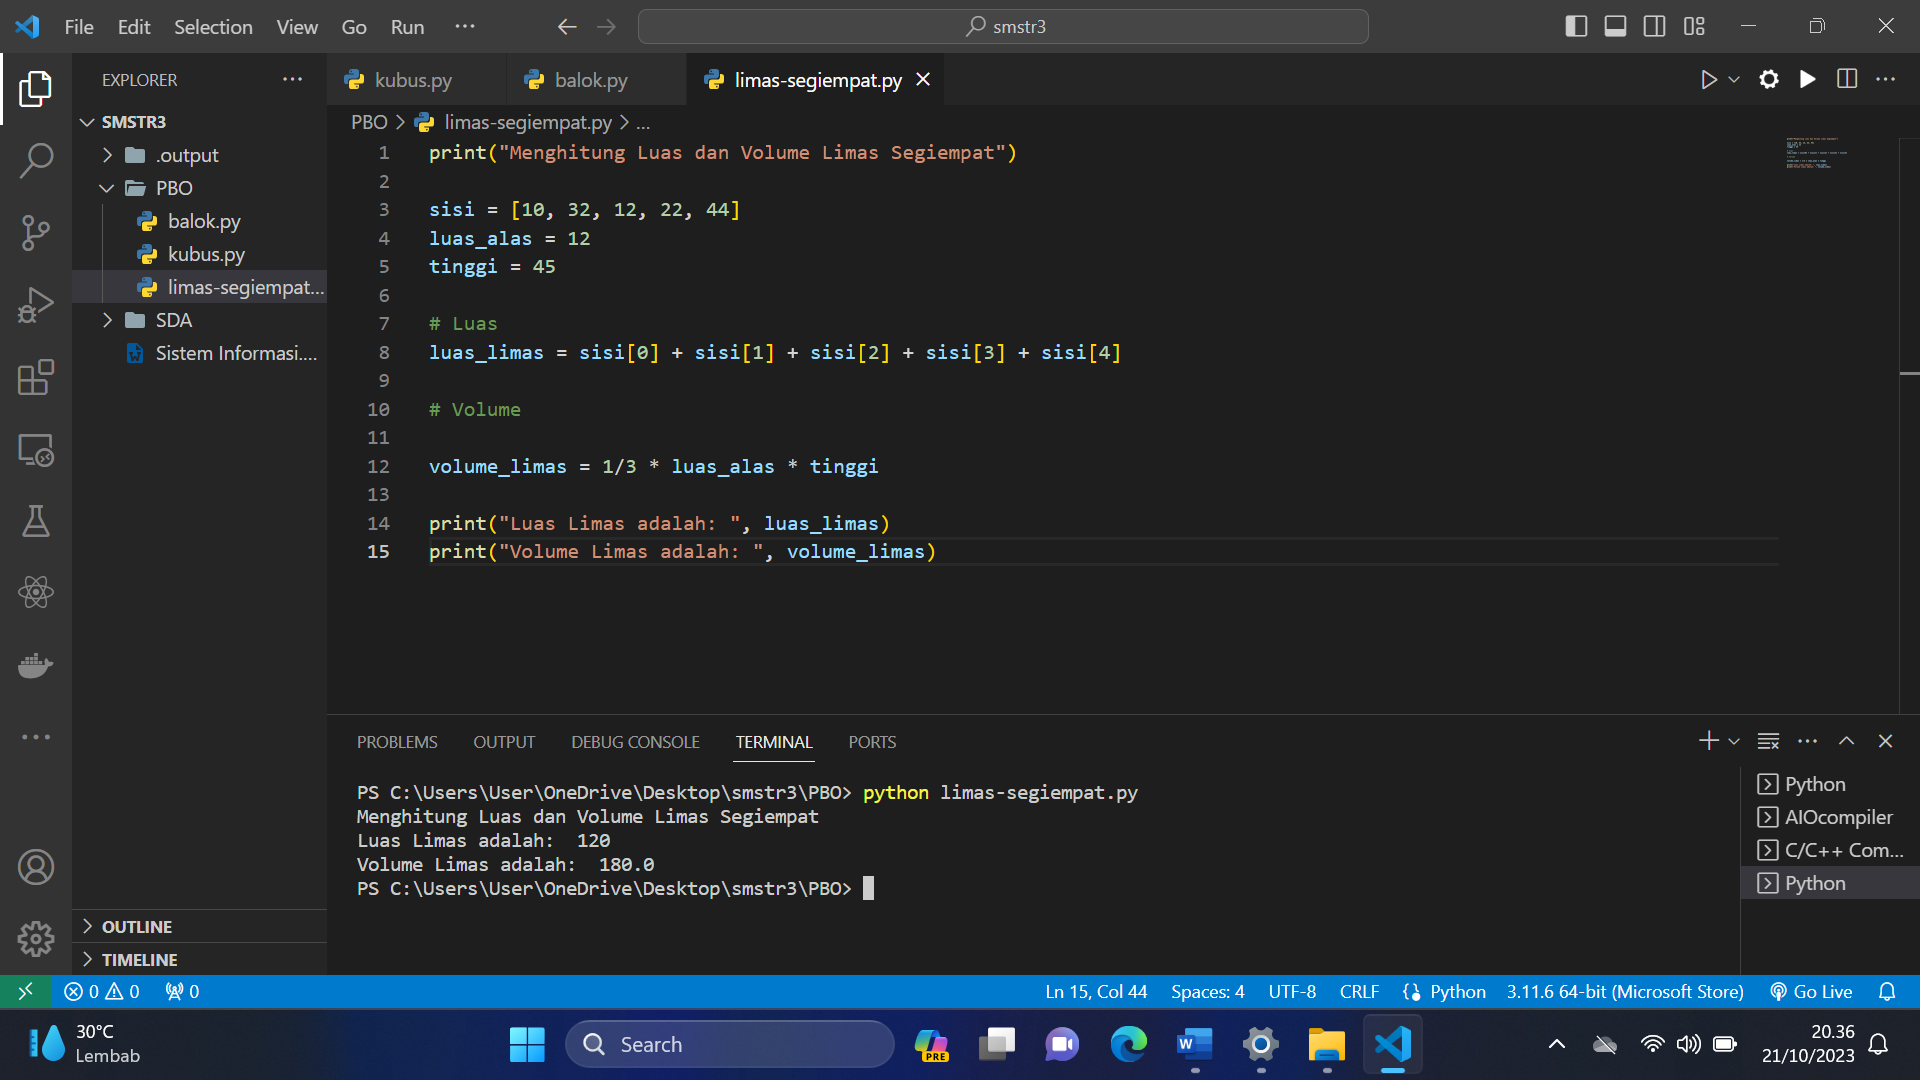 File Edit Selection View Go Run ...
smstr3
EXPLORER
SMSTR3
.output
PBO
balok.py
kubus.py
limas-segiempat...
SDA
Sistem Informasi....
OUTLINE
TIMELINE
kubus.py
balok.py
limas-segiempat.py
PBO > limas-segiempat.py > ...
1 print("Menghitung Luas dan Volume Limas Segiempat")
2
3 sisi = [10, 32, 12, 22, 44]
4 luas_alas = 12
5 tinggi = 45
6
7 # Luas
8 luas_limas = sisi[0] + sisi[1] + sisi[2] + sisi[3] + sisi[4]
9
10 # Volume
11
12 volume_limas = 1/3 * luas_alas * tinggi
13
14 print("Luas Limas adalah: ", luas_limas)
15 print("Volume Limas adalah: ", volume_limas)
PROBLEMS OUTPUT DEBUG CONSOLE TERMINAL PORTS
PS C:\Users\User\OneDrive\Desktop\smstr3\PBO> python limas-segiempat.py
Menghitung Luas dan Volume Limas Segiempat
Luas Limas adalah:  120
Volume Limas adalah:  180.0
PS C:\Users\User\OneDrive\Desktop\smstr3\PBO>
Python
AIOcompiler
C/C++ Com...
Python
0 0 0
Ln 15, Col 44 Spaces: 4 UTF-8 CRLF Python 3.11.6 64-bit (Microsoft Store) Go Live
30°C
Lembab
Search
PRE
20.36
21/10/2023